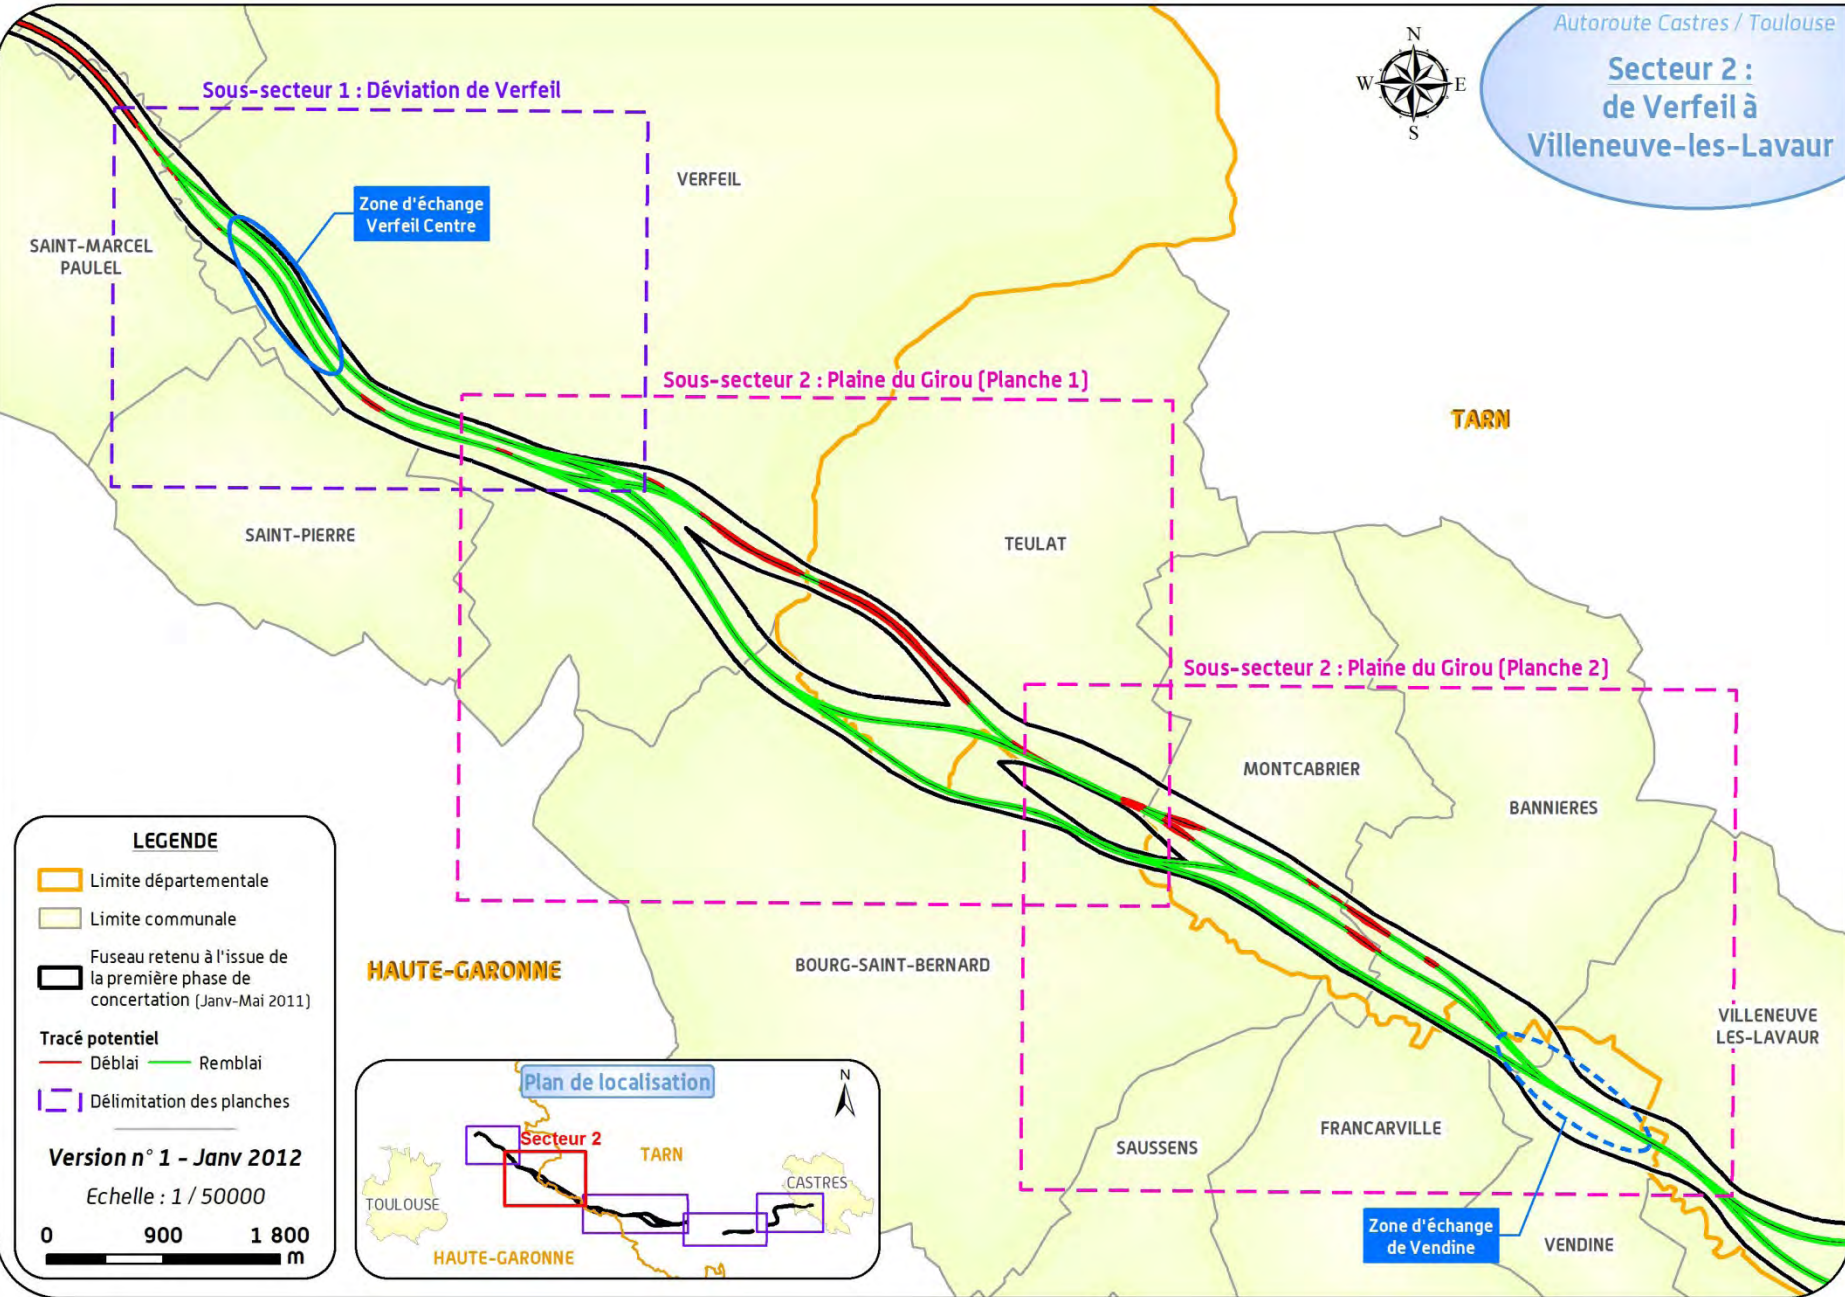 Autoroute Castres / Toulouse
Secteur 2 :
de Verfeil à
Villeneuve-les-Lavaur
N
W
E
S
Sous-secteur 1 : Déviation de Verfeil
VERFEIL
Zone d'échange
Verfeil Centre
SAINT-MARCEL
PAULEL
Sous-secteur 2 : Plaine du Girou (Planche 1)
TARN
SAINT-PIERRE
TEULAT
Sous-secteur 2 : Plaine du Girou (Planche 2)
MONTCABRIER
BANNIERES
HAUTE-GARONNE
BOURG-SAINT-BERNARD
VILLENEUVE
LES-LAVAUR
SAUSSENS
FRANCARVILLE
Zone d'échange
de Vendine
VENDINE
LEGENDE
Limite départementale
Limite communale
Fuseau retenu à l'issue de
la première phase de
concertation (Janv-Mai 2011)
Tracé potentiel
Déblai
Remblai
Délimitation des planches
Version n° 1 - Janv 2012
Echelle : 1 / 50000
0
900
1 800
m
Plan de localisation
N
Secteur 2
TARN
TOULOUSE
CASTRES
HAUTE-GARONNE